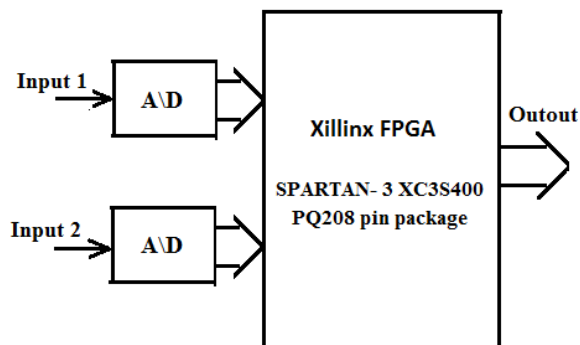 Input 1
A\D
Xillinx FPGA
Outout
SPARTAN- 3 XC3S400
PQ208 pin package
Input 2
A\D